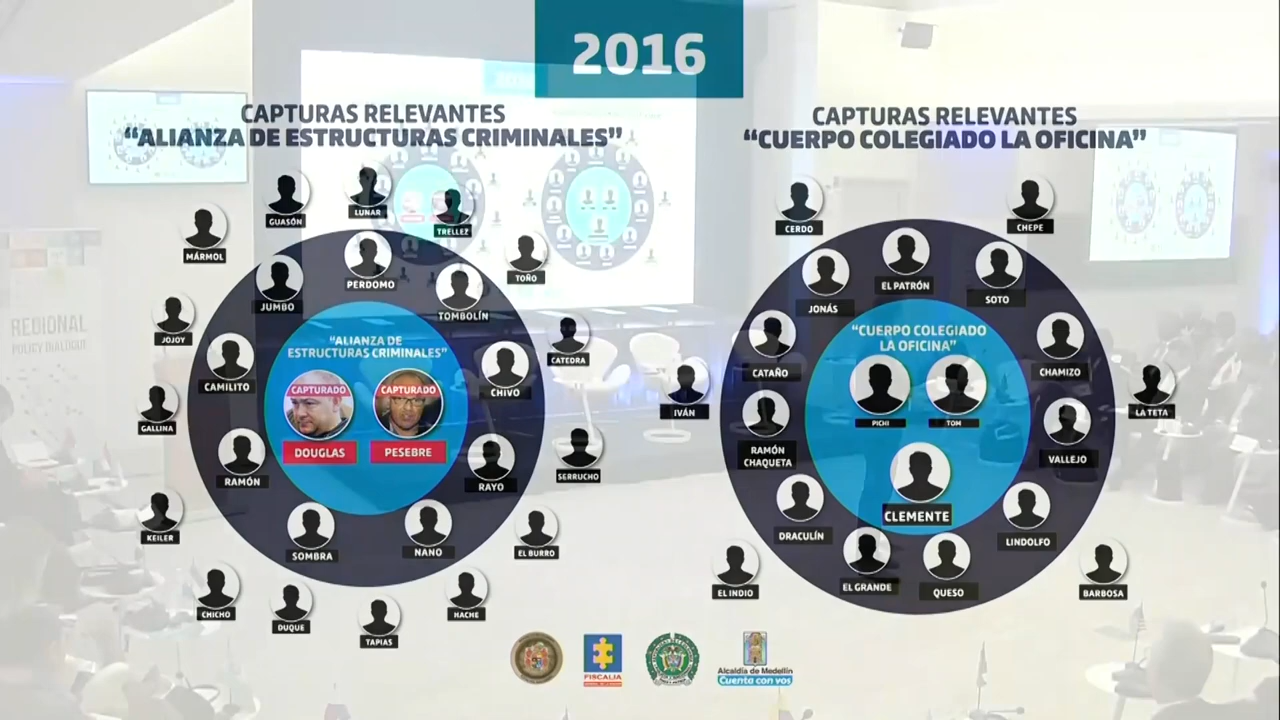 2016
CAPTURAS RELEVANTES
“ALIANZA DE ESTRUCTURAS CRIMINALES”
GUASÓN
LUNAR
TRELLEZ
MÁRMOL
TOÑO
PERDOMO
JUMBO
TOMBOLÍN
JOJOY
CATEDRA
“ALIANZA DE
ESTRUCTURAS CRIMINALES”
CAMILITO
CHIVO
CAPTURADO
CAPTURADO
GALLINA
DOUGLAS
PESEBRE
RAMÓN
RAYO
SERRUCHO
KEILER
SOMBRA
NANO
EL BURRO
CHICHO
DUQUE
TAPIAS
HACHE
CAPTURAS RELEVANTES
“CUERPO COLEGIADO LA OFICINA”
CERDO
CHEPE
EL PATRÓN
JONÁS
SOTO
“CUERPO COLEGIADO
LA OFICINA”
CATAÑO
CHAMIZO
IVÁN
PICHI
TOM
LA TETA
RAMÓN
CHAQUETA
VALLEJO
CLEMENTE
DRACULÍN
LINDOLFO
EL INDIO
EL GRANDE
QUESO
BARBOSA
REGIONAL
POLICY DIALOGUE
FISCALIA
Alcaldía de Medellín
Cuenta con vos